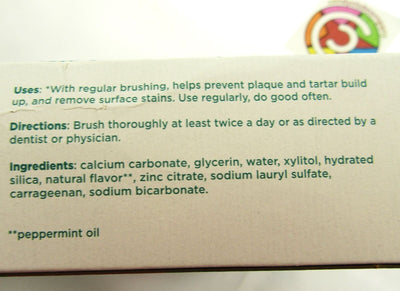 Uses: *With regular brushing, helps prevent plaque and tartar build
up, and remove surface stains. Use regularly, do good often.
Directions: Brush thoroughly at least twice a day or as directed by a
dentist or physician.
Ingredients: calcium carbonate, glycerin, water, xylitol, hydrated
silica, natural flavor**, zinc citrate, sodium lauryl sulfate,
carrageenan, sodium bicarbonate.
**peppermint oil